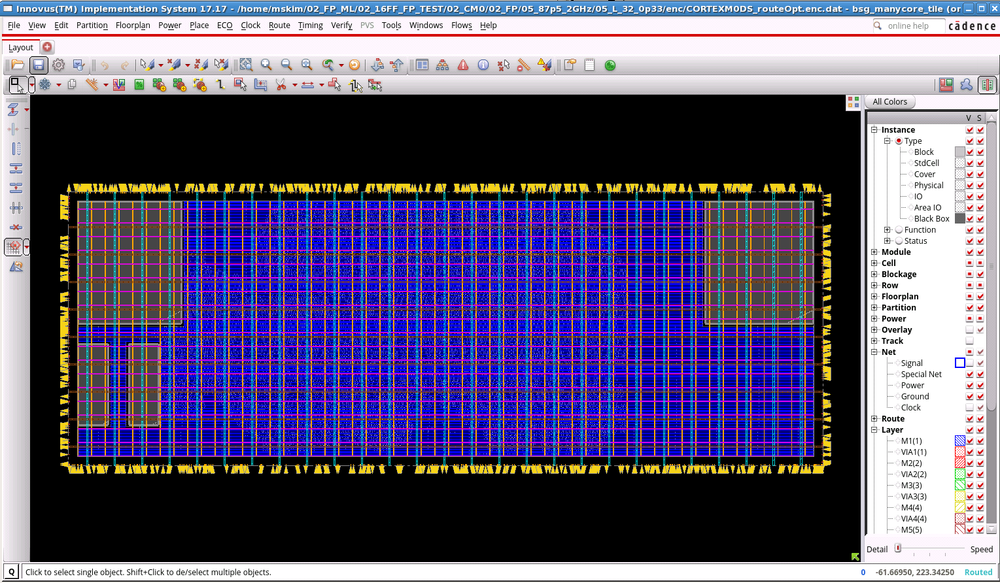 Innovus(TM) Implementation System 17.17 - /home/mskim/02_FP_ML/02_16FF_FP_TEST/02_CM0/02_FP/05_87p5_2GHz/05_L_32_0p33/enc/CORTEXM0DS_routeOpt.enc.dat - bsg_manycore_tile (or
File View Edit Partition Floorplan Power Place ECO Clock Route Timing Verify PVS Tools Windows Flows Help
online help
cādence
Layout
All Colors
V S
Instance
Type
Block
StdCell
Cover
Physical
IO
Area IO
Black Box
Function
Status
Module
Cell
Blockage
Row
Floorplan
Partition
Power
Overlay
Track
Net
Signal
Special Net
Power
Ground
Clock
Route
Layer
M1(1)
VIA1(1)
M2(2)
VIA2(2)
M3(3)
VIA3(3)
M4(4)
VIA4(4)
M5(5)
Detail Speed
Q Click to select single object. Shift+Click to de/select multiple objects. 0 -61.66950, 223.34250 Routed